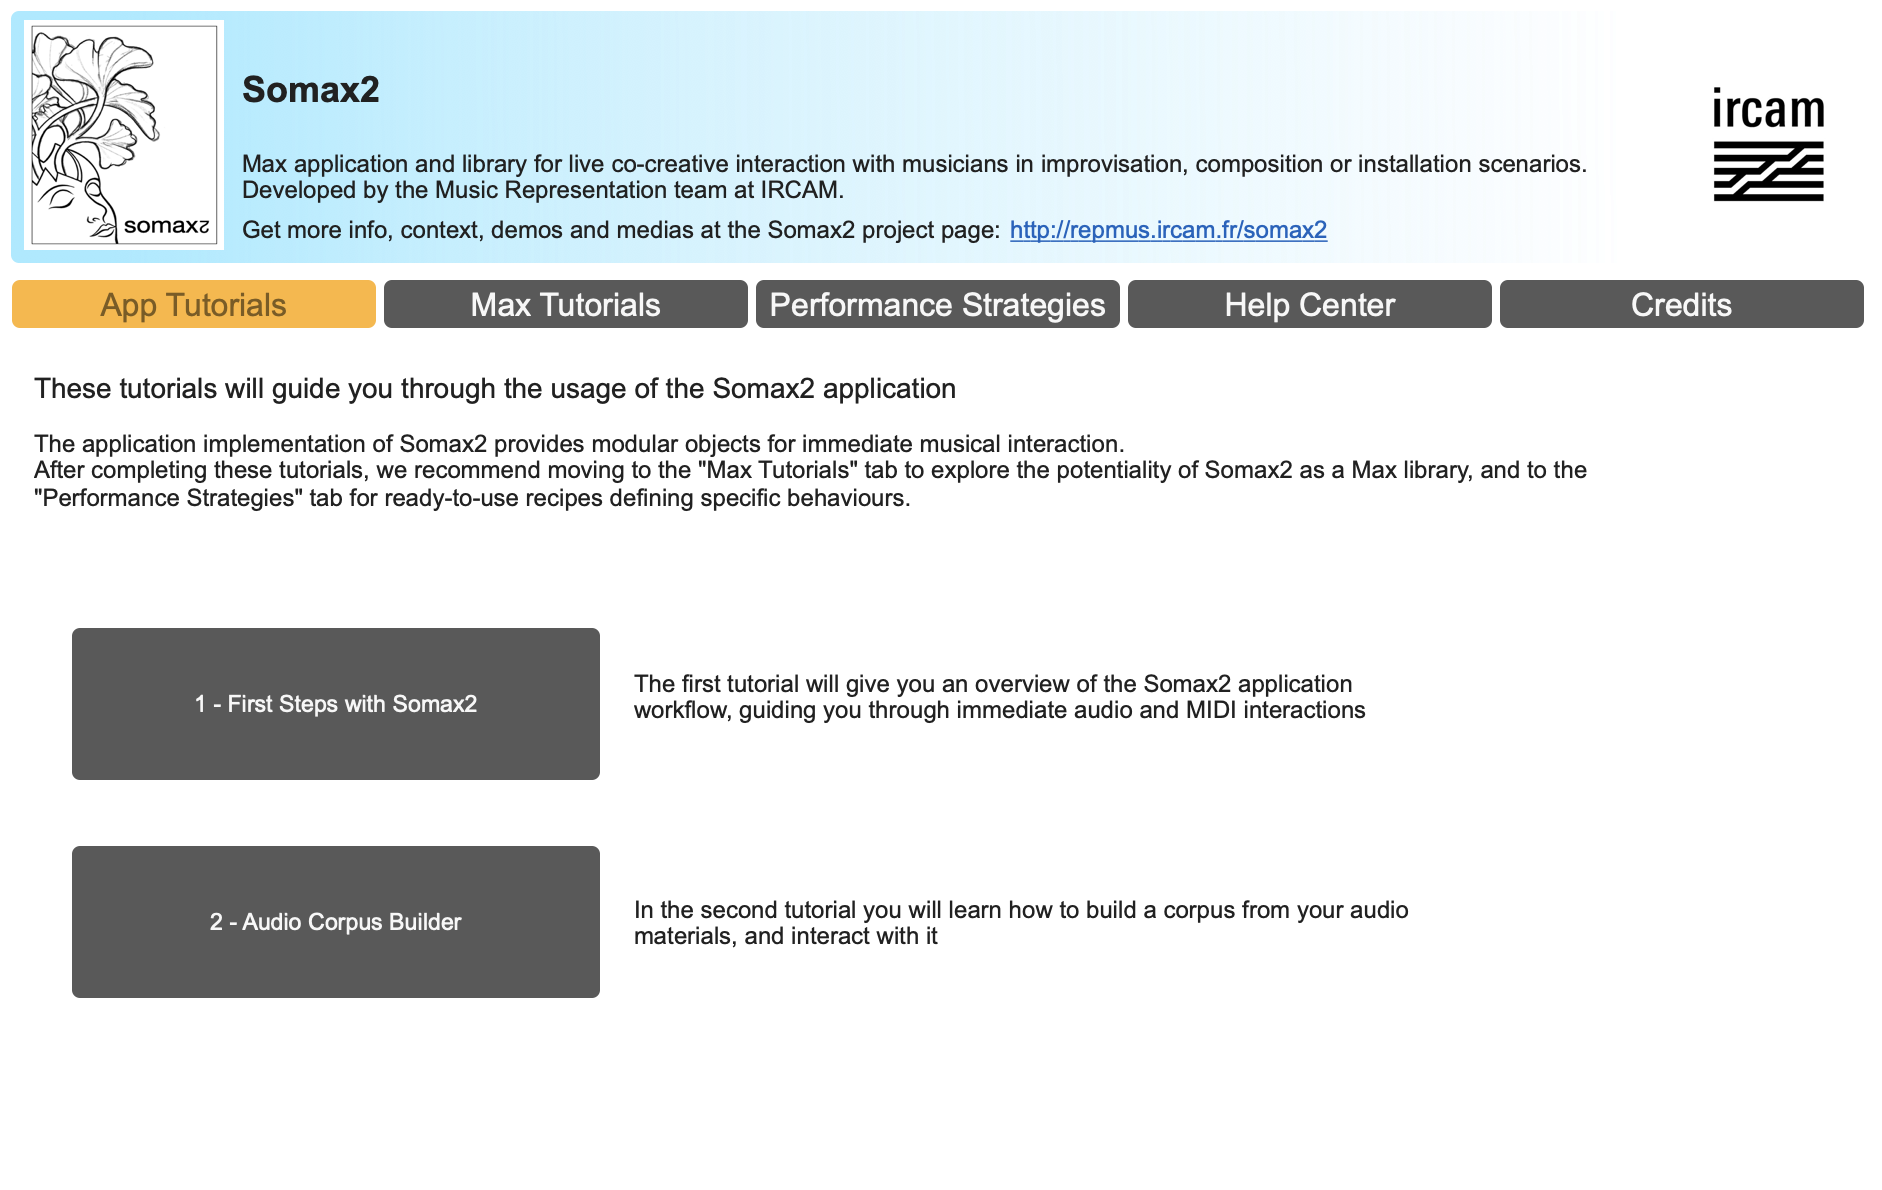 somax2
Somax2
Max application and library for live co-creative interaction with musicians in improvisation, composition or installation scenarios.
Developed by the Music Representation team at IRCAM.
Get more info, context, demos and medias at the Somax2 project page: http://repmus.ircam.fr/somax2
ircam
App Tutorials
Max Tutorials
Performance Strategies
Help Center
Credits
These tutorials will guide you through the usage of the Somax2 application
The application implementation of Somax2 provides modular objects for immediate musical interaction.
After completing these tutorials, we recommend moving to the "Max Tutorials" tab to explore the potentiality of Somax2 as a Max library, and to the
"Performance Strategies" tab for ready-to-use recipes defining specific behaviours.
1 - First Steps with Somax2
The first tutorial will give you an overview of the Somax2 application
workflow, guiding you through immediate audio and MIDI interactions
2 - Audio Corpus Builder
In the second tutorial you will learn how to build a corpus from your audio
materials, and interact with it